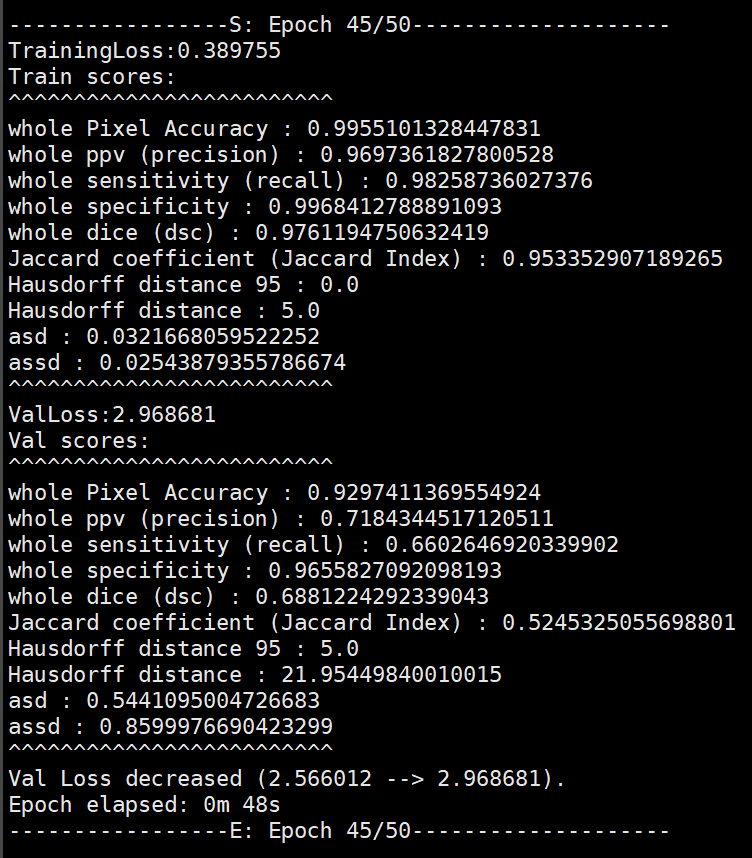 -----------------S: Epoch 45/50--------------------
TrainingLoss:0.389755
Train scores:
^^^^^^^^^^^^^^^^^^^^^^^^^
whole Pixel Accuracy : 0.9955101328447831
whole ppv (precision) : 0.9697361827800528
whole sensitivity (recall) : 0.98258736027376
whole specificity : 0.9968412788891093
whole dice (dsc) : 0.9761194750632419
Jaccard coefficient (Jaccard Index) : 0.953352907189265
Hausdorff distance 95 : 0.0
Hausdorff distance : 5.0
asd : 0.0321668059522252
assd : 0.02543879355786674
^^^^^^^^^^^^^^^^^^^^^^^^^
ValLoss:2.968681
Val scores:
^^^^^^^^^^^^^^^^^^^^^^^^^
whole Pixel Accuracy : 0.9297411369554924
whole ppv (precision) : 0.7184344517120511
whole sensitivity (recall) : 0.6602646920339902
whole specificity : 0.9655827092098193
whole dice (dsc) : 0.6881224292339043
Jaccard coefficient (Jaccard Index) : 0.5245325055698801
Hausdorff distance 95 : 5.0
Hausdorff distance : 21.95449840010015
asd : 0.5441095004726683
assd : 0.8599976690423299
^^^^^^^^^^^^^^^^^^^^^^^^^
Val Loss decreased (2.566012 --> 2.968681).
Epoch elapsed: 0m 48s
-----------------E: Epoch 45/50--------------------